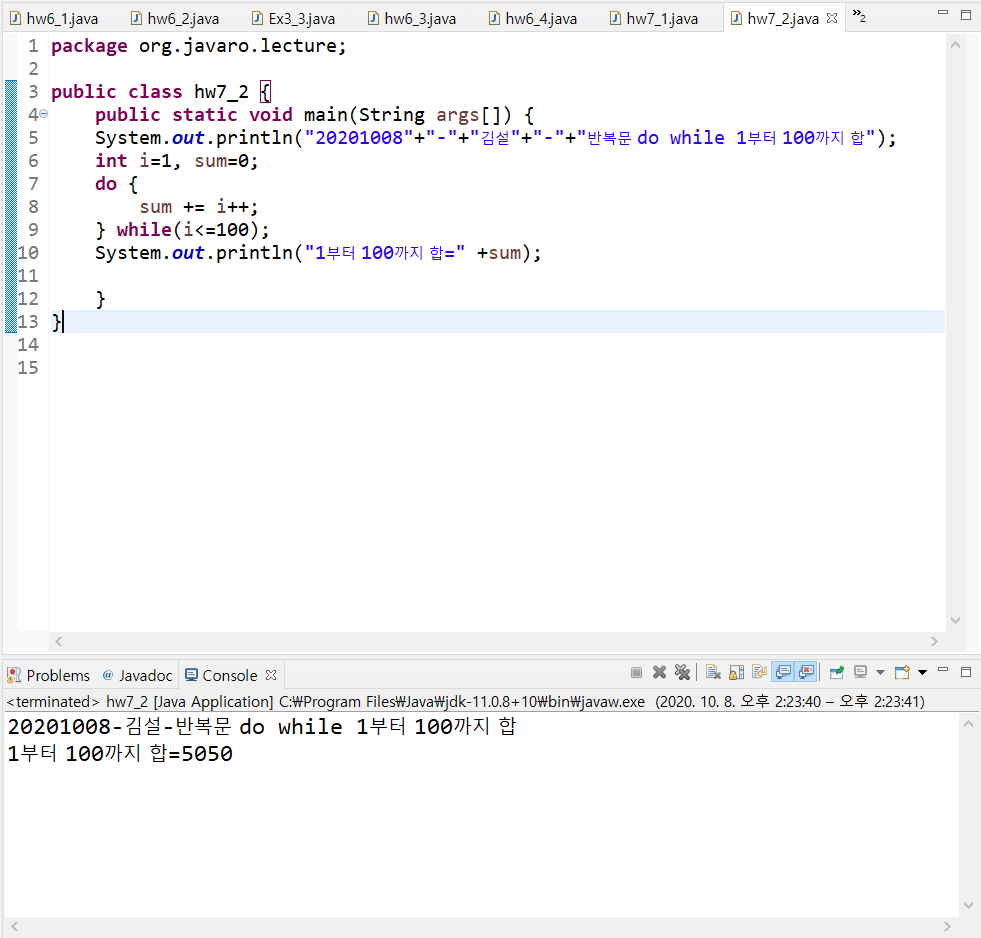 hw6_1.java hw6_2.java Ex3_3.java hw6_3.java hw6_4.java hw7_1.java hw7_2.java »2
1 package org.javaro.lecture;
2
3 public class hw7_2 {
4 public static void main(String args[]) {
5 System.out.println("20201008"+"-"+"김설"+"-"+"반복문 do while 1부터 100까지 합");
6 int i=1, sum=0;
7 do {
8 sum += i++;
9 } while(i<=100);
10 System.out.println("1부터 100까지 합=" +sum);
11
12 }
13 }
14
15
Problems @ Javadoc Console
<terminated> hw7_2 [Java Application] C:₩Program Files₩Java₩jdk-11.0.8+10₩bin₩javaw.exe (2020. 10. 8. 오후 2:23:40 – 오후 2:23:41)
20201008-김설-반복문 do while 1부터 100까지 합
1부터 100까지 합=5050